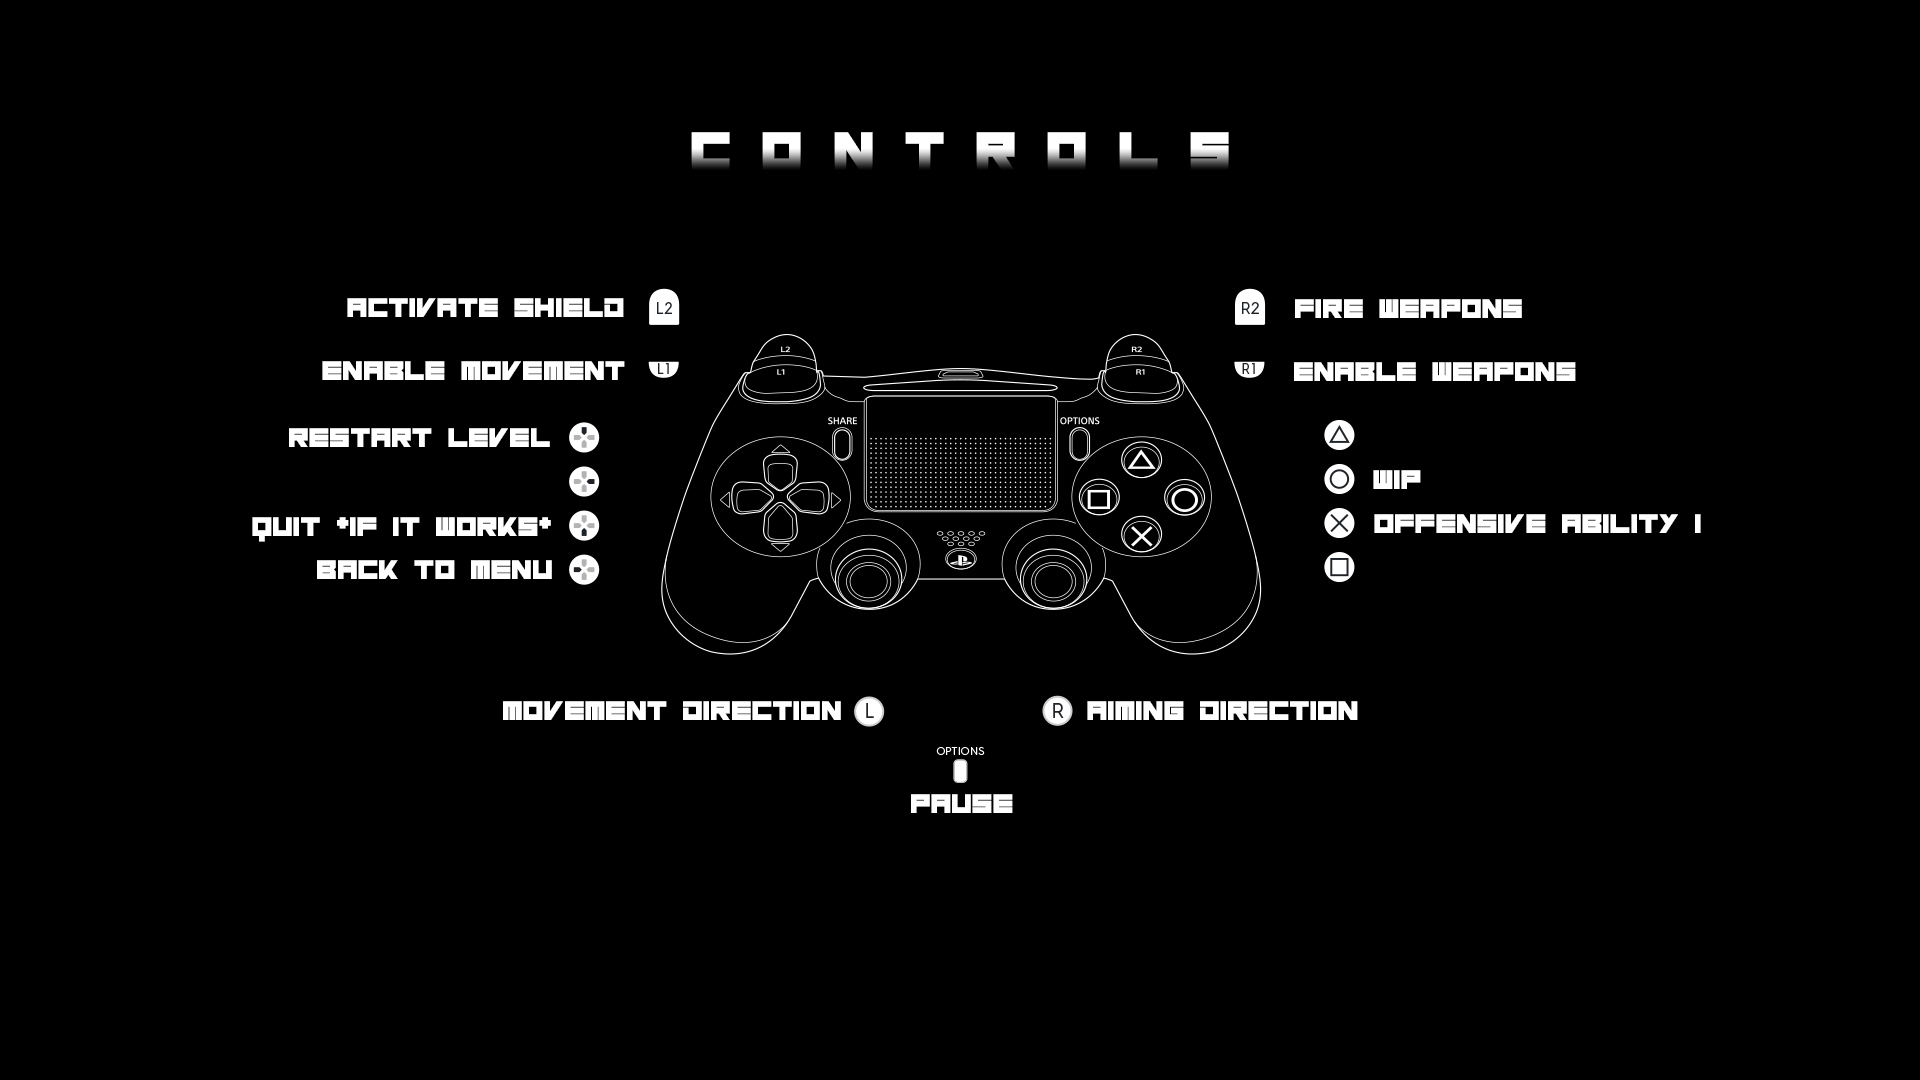 CONTROLS
ACTIVATE SHIELD L2
R2 FIRE WEAPONS
L2
R2
ENABLE MOVEMENT L1
L1
R1
R1 ENABLE WEAPONS
SHARE
OPTIONS
RESTART LEVEL
WIP
QUIT *IF IT WORKS*
OFFENSIVE ABILITY 1
BACK TO MENU
MOVEMENT DIRECTION L
R AIMING DIRECTION
OPTIONS
PAUSE